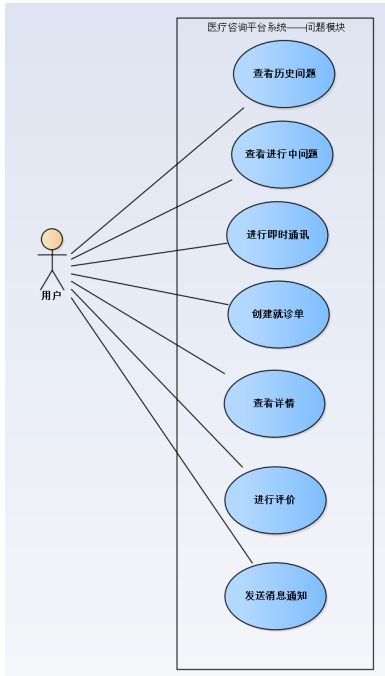 医疗咨询平台系统——问题模块
查看历史问题
查看进行中问题
进行即时通讯
用户
创建就诊单
查看详情
进行评价
发送消息通知